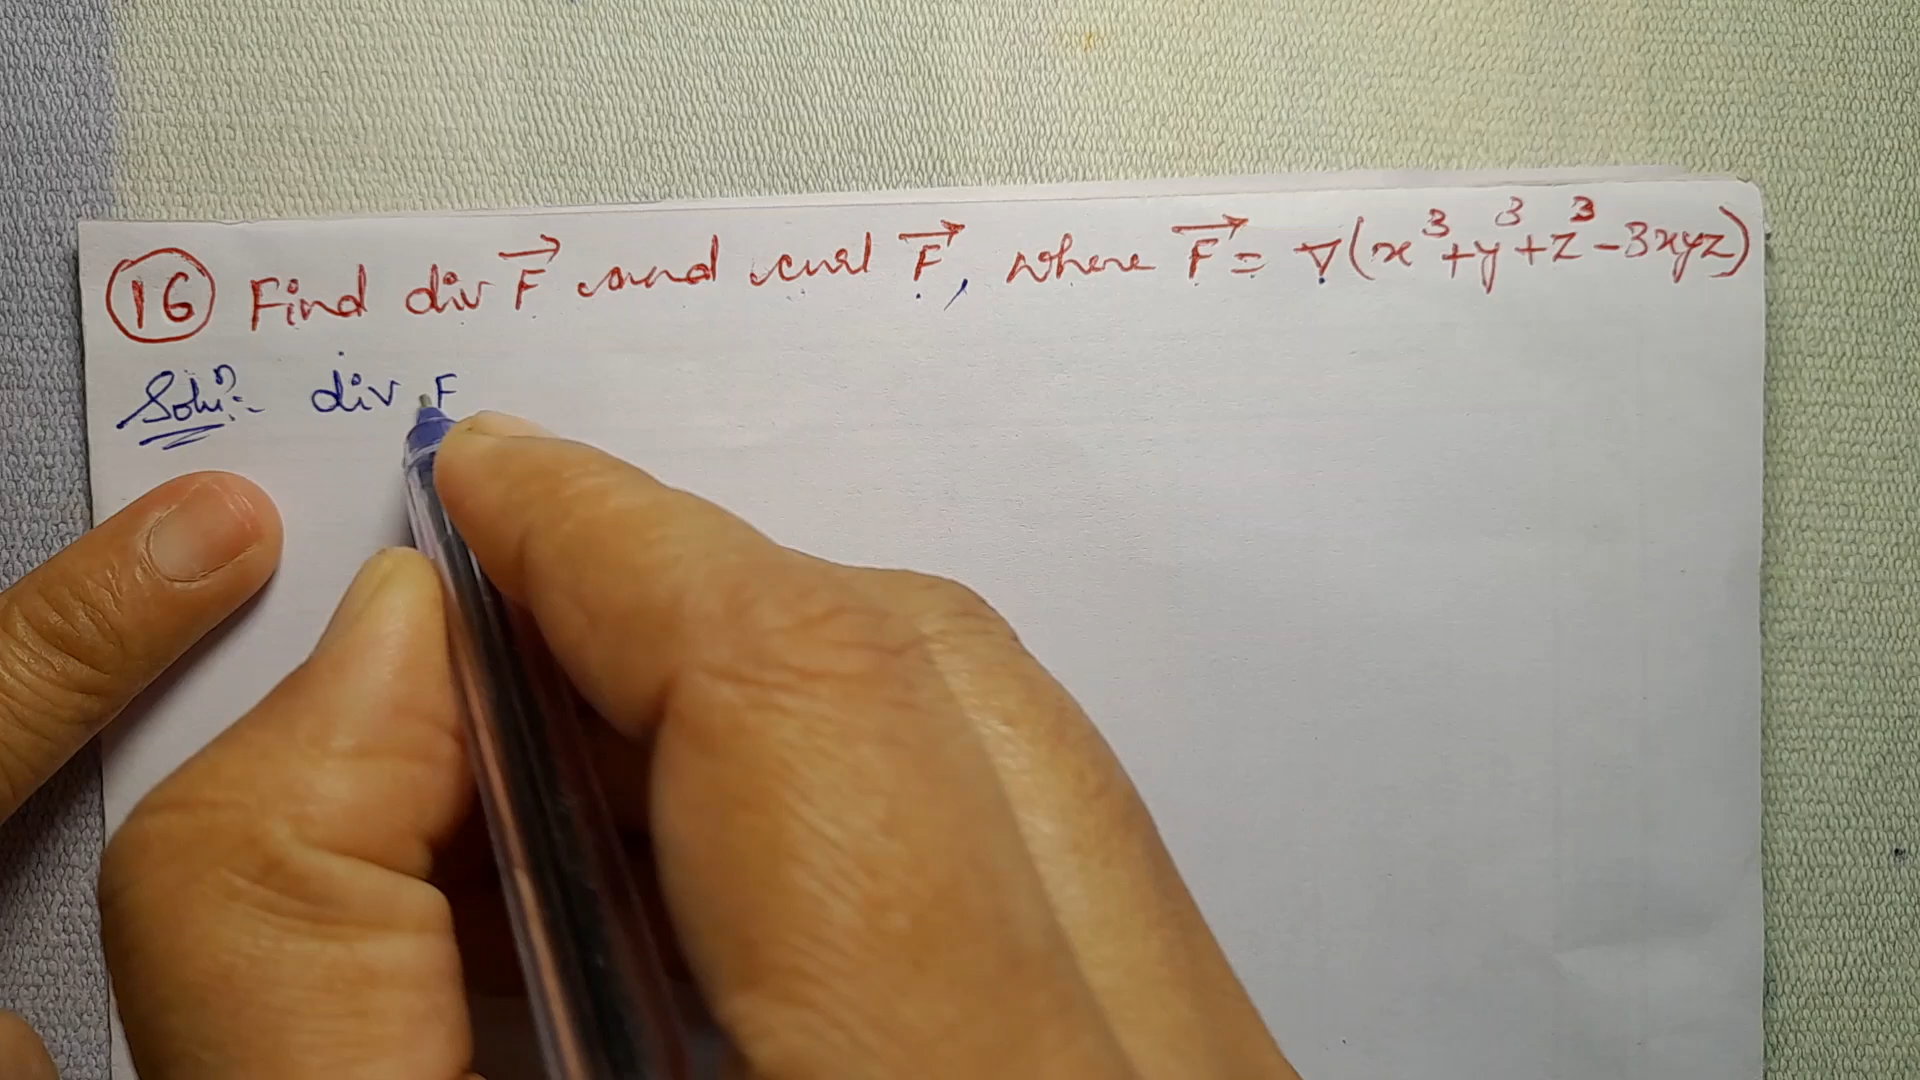 16 Find div F⃗ and curl F⃗, where F⃗ = ∇(x³+y³+z³-3xyz)
Soln:- div F